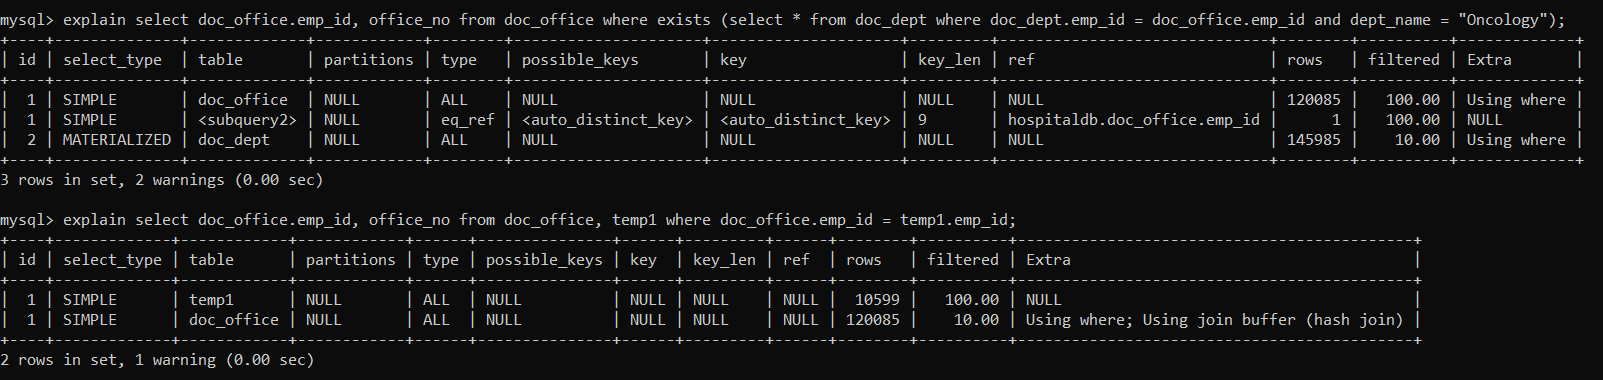 mysql> explain select doc_office.emp_id, office_no from doc_office where exists (select * from doc_dept where doc_dept.emp_id = doc_office.emp_id and dept_name = "Oncology");
+----+--------------+-------------+------------+--------+---------------------+---------------------+---------+------------------------------+--------+----------+-------------+
| id | select_type  | table       | partitions | type   | possible_keys       | key                 | key_len | ref                          | rows   | filtered | Extra       |
+----+--------------+-------------+------------+--------+---------------------+---------------------+---------+------------------------------+--------+----------+-------------+
|  1 | SIMPLE       | doc_office  | NULL       | ALL    | NULL                | NULL                | NULL    | NULL                         | 120085 |   100.00 | Using where |
|  1 | SIMPLE       | <subquery2> | NULL       | eq_ref | <auto_distinct_key> | <auto_distinct_key> | 9       | hospitaldb.doc_office.emp_id |      1 |   100.00 | NULL        |
|  2 | MATERIALIZED | doc_dept    | NULL       | ALL    | NULL                | NULL                | NULL    | NULL                         | 145985 |    10.00 | Using where |
+----+--------------+-------------+------------+--------+---------------------+---------------------+---------+------------------------------+--------+----------+-------------+
3 rows in set, 2 warnings (0.00 sec)
mysql> explain select doc_office.emp_id, office_no from doc_office, temp1 where doc_office.emp_id = temp1.emp_id;
+----+-------------+------------+------------+------+---------------+------+---------+------+--------+----------+--------------------------------------------+
| id | select_type | table      | partitions | type | possible_keys | key  | key_len | ref  | rows   | filtered | Extra                                      |
+----+-------------+------------+------------+------+---------------+------+---------+------+--------+----------+--------------------------------------------+
|  1 | SIMPLE      | temp1      | NULL       | ALL  | NULL          | NULL | NULL    | NULL |  10599 |   100.00 | NULL                                       |
|  1 | SIMPLE      | doc_office | NULL       | ALL  | NULL          | NULL | NULL    | NULL | 120085 |    10.00 | Using where; Using join buffer (hash join) |
+----+-------------+------------+------------+------+---------------+------+---------+------+--------+----------+--------------------------------------------+
2 rows in set, 1 warning (0.00 sec)